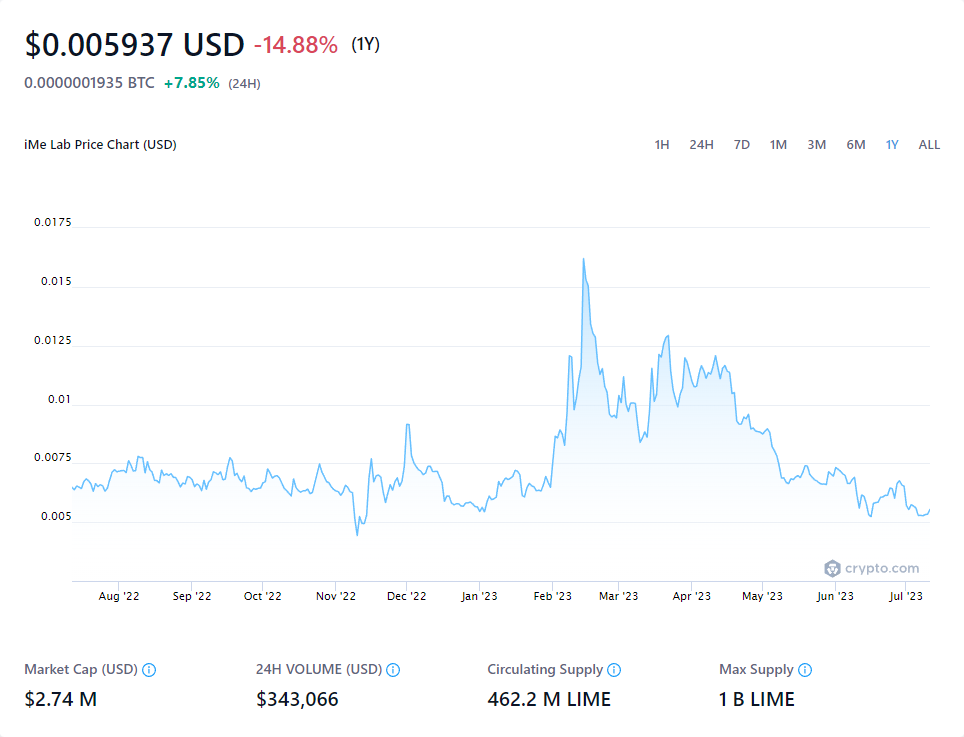 $0.005937 USD -14.88% (1Y)
0.0000001935 BTC +7.85% (24H)
iMe Lab Price Chart (USD) 1H 24H 7D 1M 3M 6M 1Y ALL
0.0175
0.015
0.0125
0.01
0.0075
0.005
crypto.com
Aug '22 Sep '22 Oct '22 Nov '22 Dec '22 Jan '23 Feb '23 Mar '23 Apr '23 May '23 Jun '23 Jul '23
Market Cap (USD) 24H VOLUME (USD) Circulating Supply Max Supply
$2.74 M $343,066 462.2 M LIME 1 B LIME